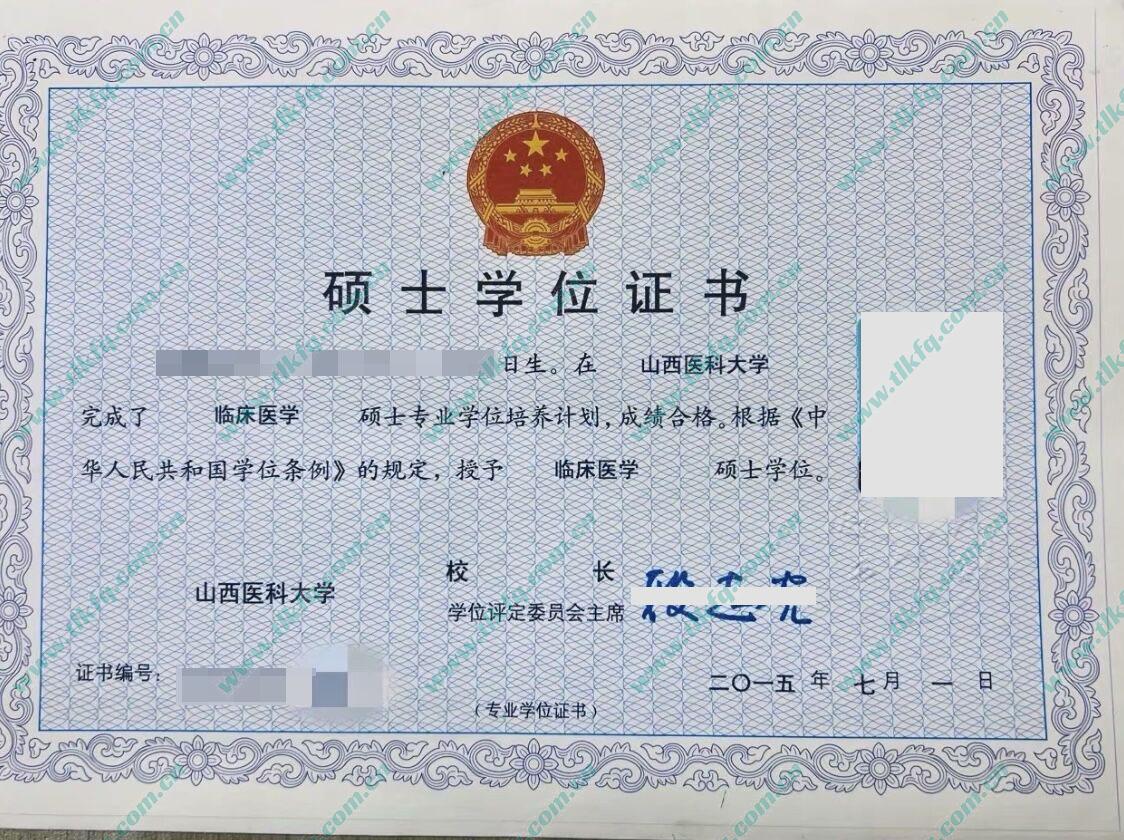 硕士学位证书
日生。在 山西医科大学
完成了 临床医学 硕士专业学位培养计划,成绩合格。根据《中
华人民共和国学位条例》的规定，授予 临床医学 硕士学位。
校 长
山西医科大学
学位评定委员会主席
证书编号：
二〇一五 年 七月 一 日
（专业学位证书）
www.tlkfq.com.cn